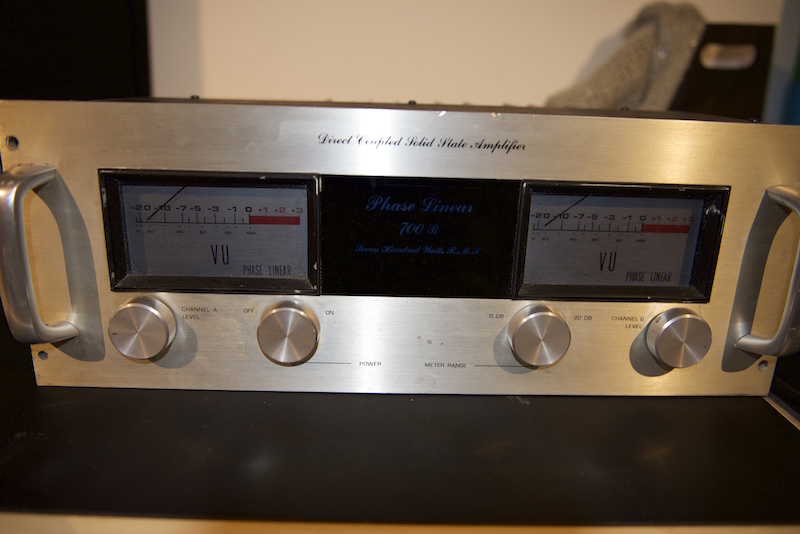 Direct Coupled Solid State Amplifier
-20 -10 -7 -5 -3 -1 0 +1 +2 +3
VU
PHASE LINEAR
Phase Linear
700 B
Seven Hundred Watts R.M.S.
-20 -10 -7 -5 -3 -1 0 +1 +2 +3
VU
PHASE LINEAR
CHANNEL A
LEVEL
OFF
ON
POWER
0 DB
-20 DB
METER RANGE
CHANNEL B
LEVEL